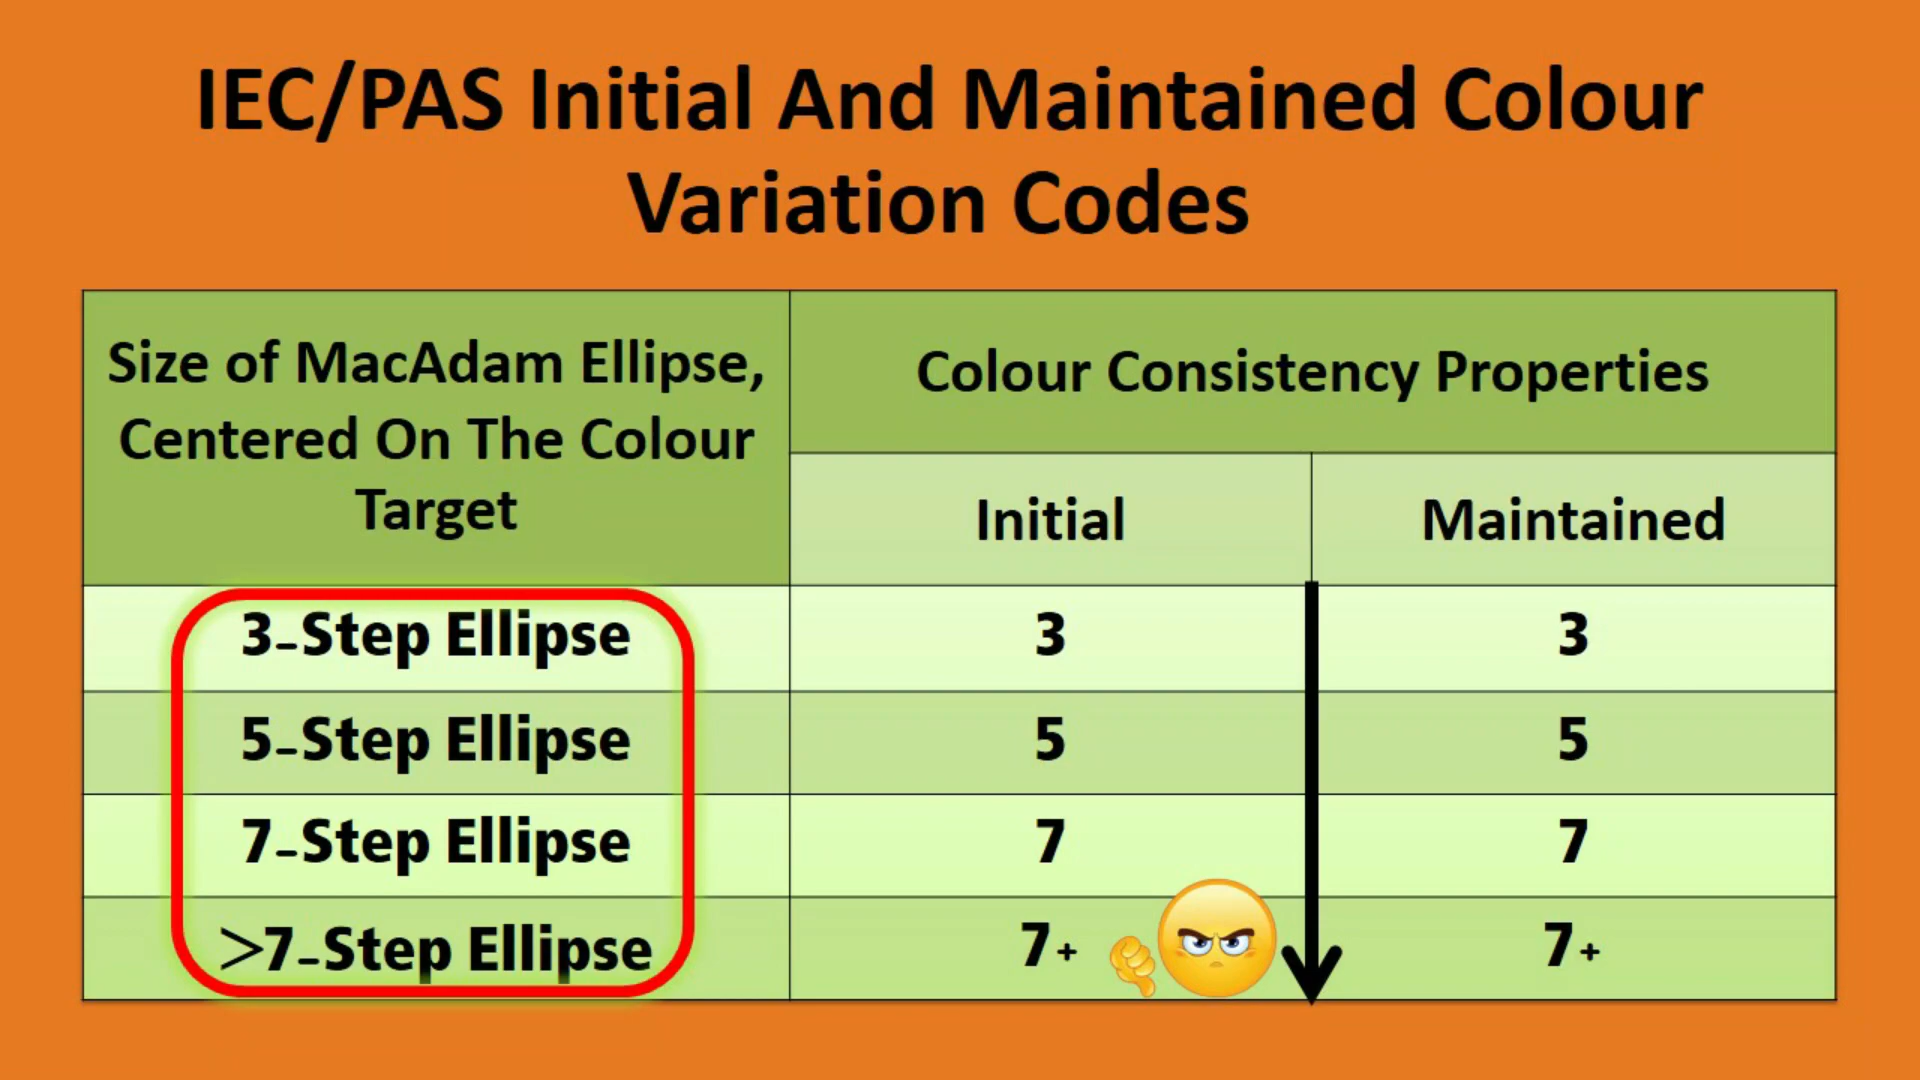 IEC/PAS Initial And Maintained Colour
Variation Codes
Size of MacAdam Ellipse,
Centered On The Colour
Target
Colour Consistency Properties
Initial
Maintained
3-Step Ellipse
3
3
5-Step Ellipse
5
5
7-Step Ellipse
7
7
>7-Step Ellipse
7+
7+